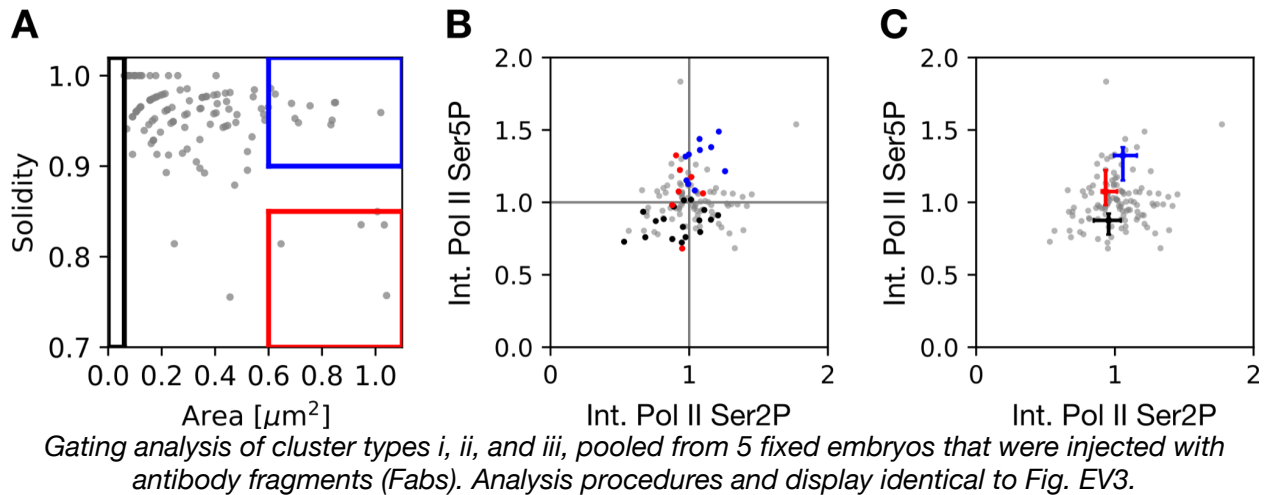 A
B
C
1.0
0.9
0.8
0.7
Solidity
0.0 0.2 0.4 0.6 0.8 1.0
Area [μm²]
2.0
1.5
1.0
0.5
0.0
Int. Pol II Ser5P
0 1 2
Int. Pol II Ser2P
2.0
1.5
1.0
0.5
0.0
Int. Pol II Ser5P
0 1 2
Int. Pol II Ser2P
Gating analysis of cluster types i, ii, and iii, pooled from 5 fixed embryos that were injected with
antibody fragments (Fabs). Analysis procedures and display identical to Fig. EV3.